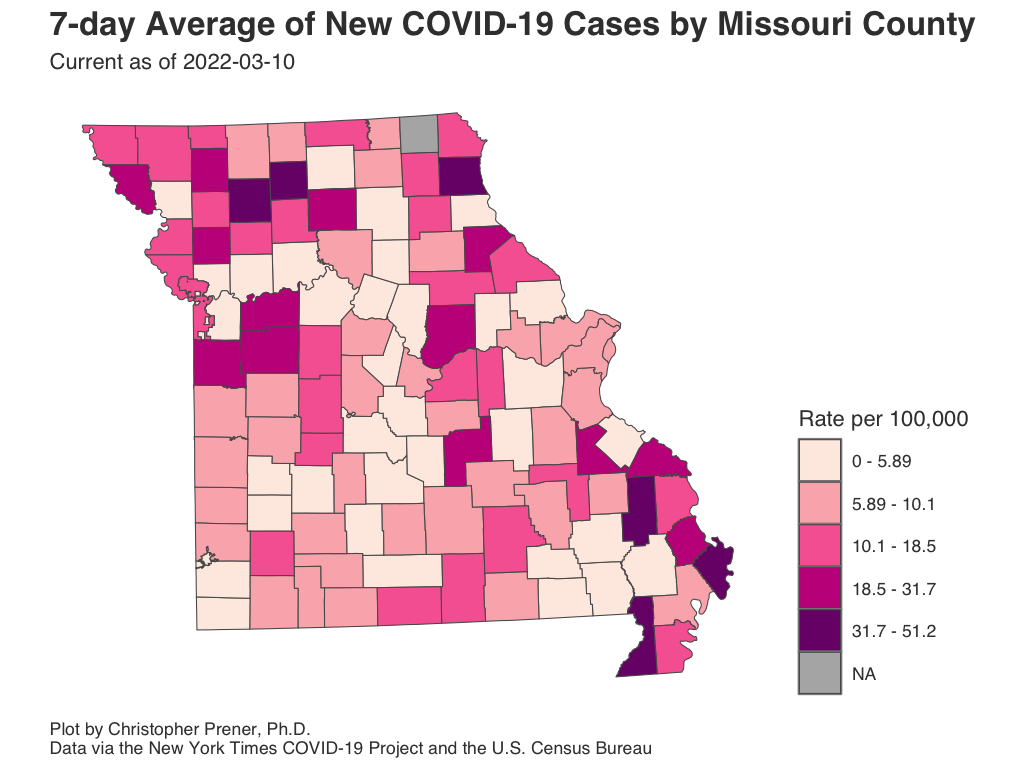 7-day Average of New COVID-19 Cases by Missouri County
Current as of 2022-03-10
Rate per 100,000
0 - 5.89
5.89 - 10.1
10.1 - 18.5
18.5 - 31.7
31.7 - 51.2
NA
Plot by Christopher Prener, Ph.D.
Data via the New York Times COVID-19 Project and the U.S. Census Bureau